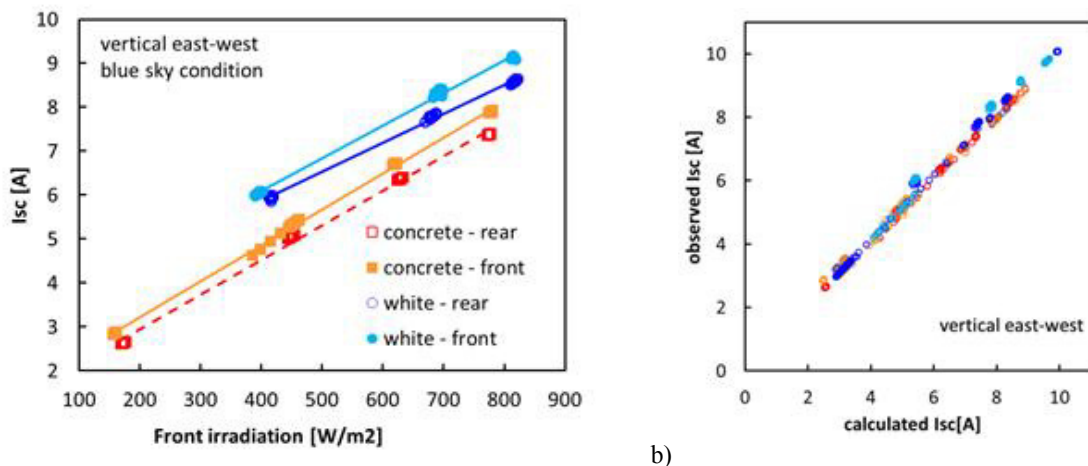 10
9
8
7
6
5
4
3
2
vertical east-west
blue sky condition
Isc [A]
concrete - rear
concrete - front
white - rear
white - front
100 200 300 400 500 600 700 800 900
Front irradiation [W/m2]
10
8
6
4
2
0
observed Isc [A]
vertical east-west
0 2 4 6 8 10
calculated Isc[A]
b)